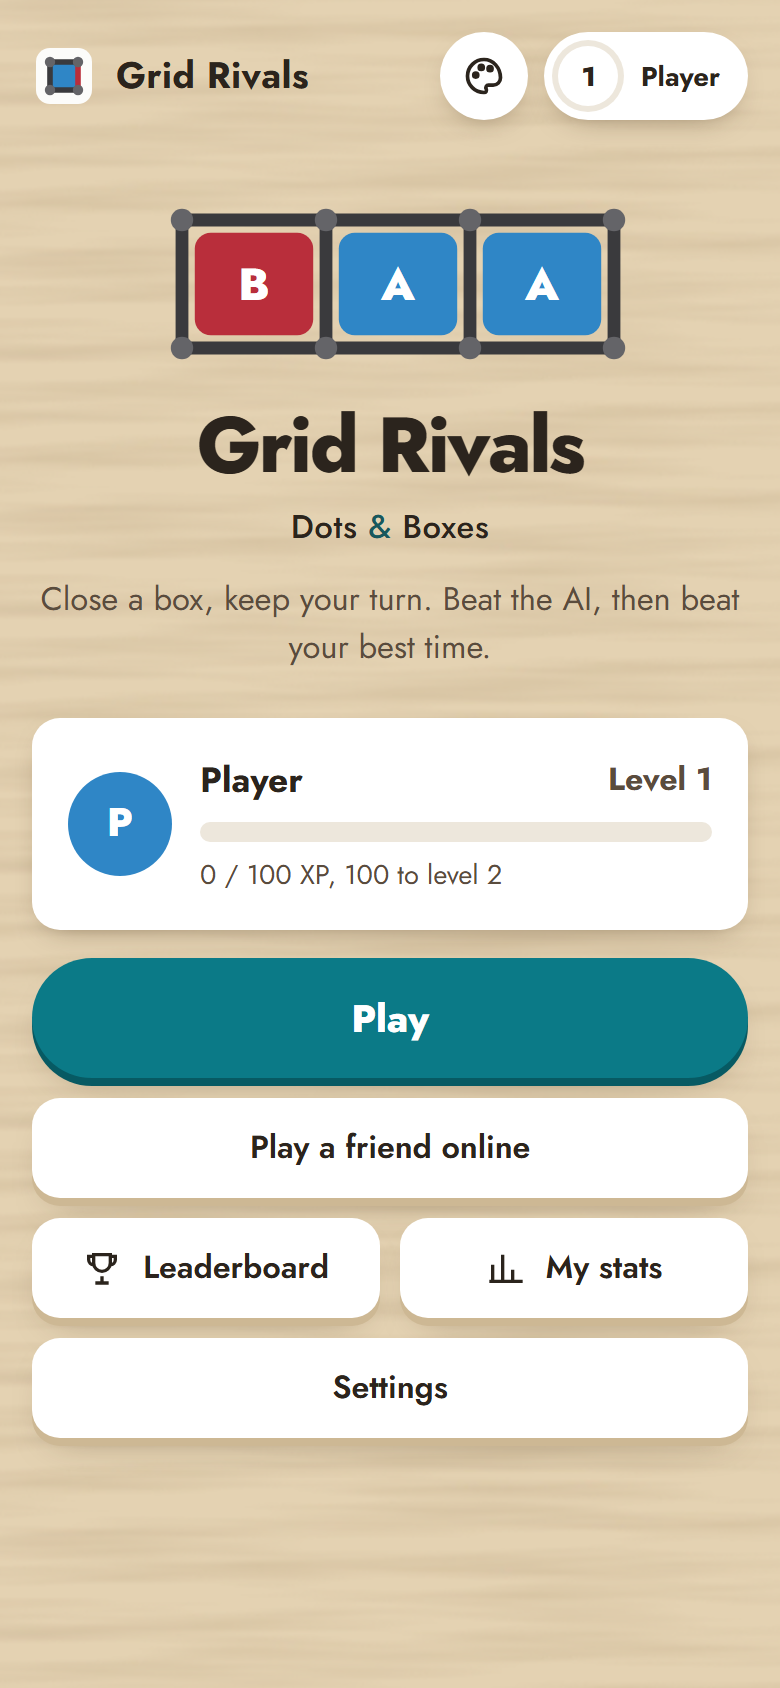 Grid Rivals
1 Player
B A A
Grid Rivals
Dots & Boxes
Close a box, keep your turn. Beat the AI, then beat
your best time.
P
Player Level 1
0 / 100 XP, 100 to level 2
Play
Play a friend online
Leaderboard
My stats
Settings